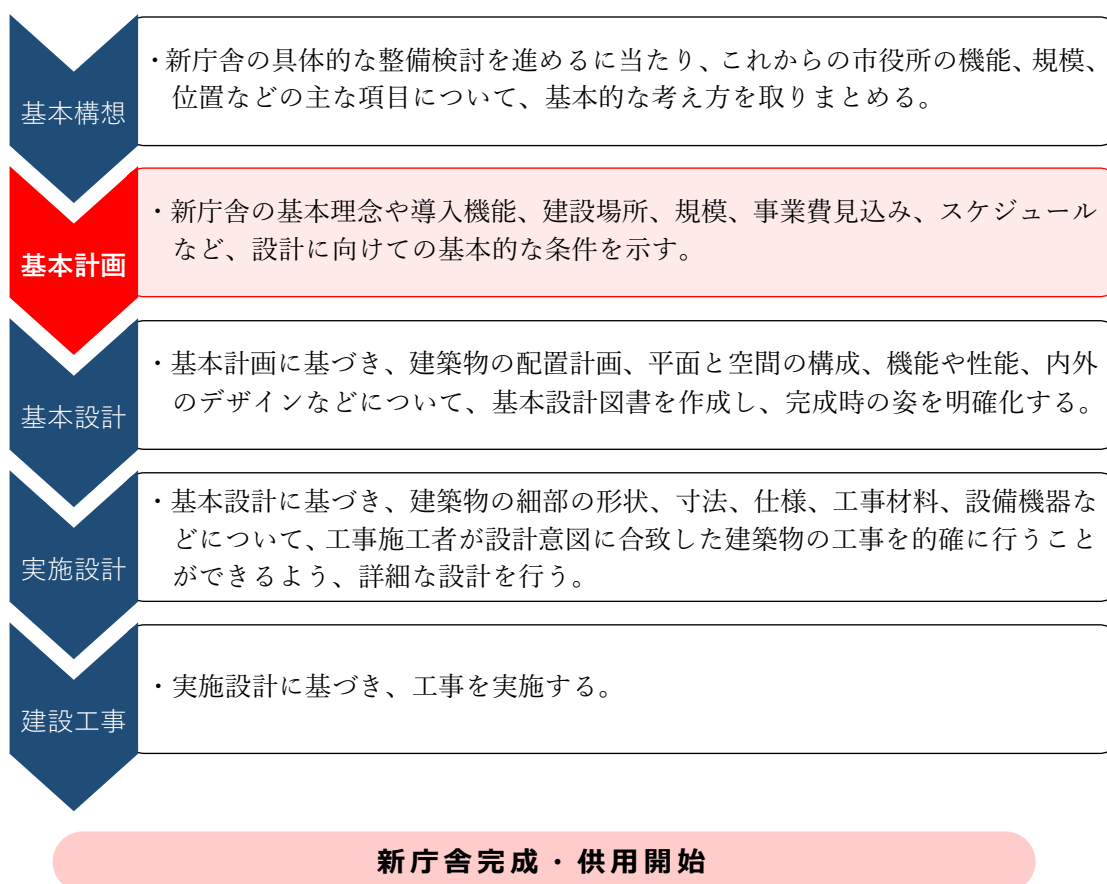 基本構想
・新庁舎の具体的な整備検討を進めるに当たり、これからの市役所の機能、規模、
位置などの主な項目について、基本的な考え方を取りまとめる。
基本計画
・新庁舎の基本理念や導入機能、建設場所、規模、事業費見込み、スケジュール
など、設計に向けての基本的な条件を示す。
基本設計
・基本計画に基づき、建築物の配置計画、平面と空間の構成、機能や性能、内外
のデザインなどについて、基本設計図書を作成し、完成時の姿を明確化する。
実施設計
・基本設計に基づき、建築物の細部の形状、寸法、仕様、工事材料、設備機器な
どについて、工事施工者が設計意図に合致した建築物の工事を的確に行うこと
ができるよう、詳細な設計を行う。
建設工事
・実施設計に基づき、工事を実施する。
新庁舎完成・供用開始